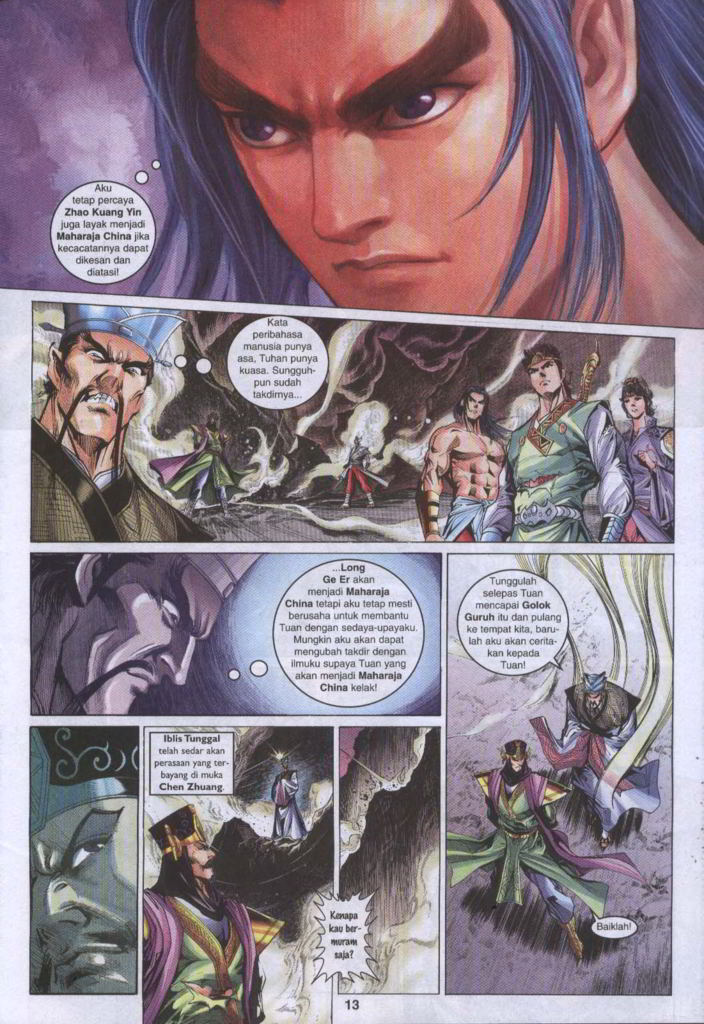 Aku
tetap percaya
Zhao Kuang Yin
juga layak menjadi
Maharaja China jika
kecacatannya dapat
dikesan dan
diatasi!
Kata
peribahasa
manusia punya
asa, Tuhan punya
kuasa. Sungguh-
pun sudah
takdirnya...
...Long
Ge Er akan
menjadi Maharaja
China tetapi aku tetap mesti
berusaha untuk membantu
Tuan dengan sedaya-upayaku.
Mungkin aku akan dapat
mengubah takdir dengan
ilmuku supaya Tuan yang
akan menjadi Maharaja
China kelak!
Iblis Tunggal
telah sedar akan
perasaan yang ter-
bayang di muka
Chen Zhuang.
Kenapa
kau ber-
muram
saja?
Tunggulah
selepas Tuan
mencapai Golok
Guruh itu dan pulang
ke tempat kita, baru-
lah aku akan cerita-
kan kepada
Tuan!
Baiklah!
13